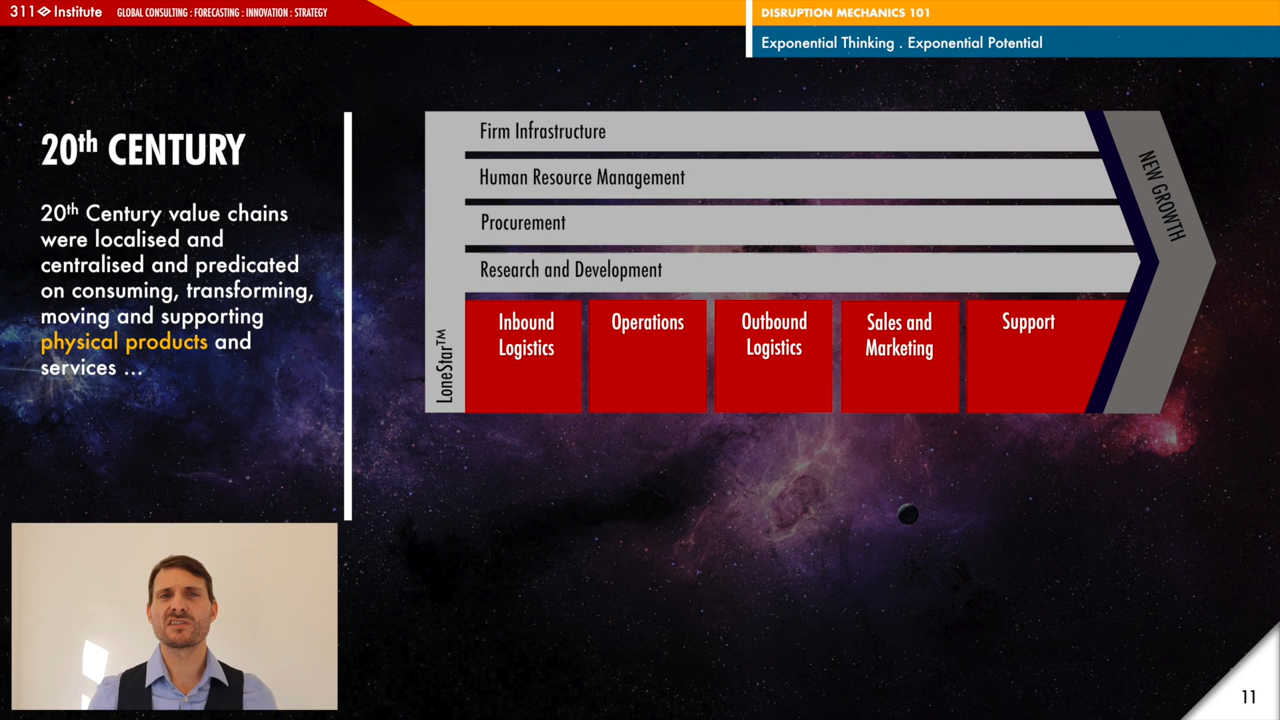 311 Institute
GLOBAL CONSULTING : FORECASTING : INNOVATION : STRATEGY
DISRUPTION MECHANICS 101
Exponential Thinking . Exponential Potential
20th CENTURY
20th Century value chains
were localised and
centralised and predicated
on consuming, transforming,
moving and supporting
physical products and
services ...
Firm Infrastructure
Human Resource Management
Procurement
Research and Development
NEW GROWTH
LoneStar™
Inbound
Logistics
Operations
Outbound
Logistics
Sales and
Marketing
Support
11